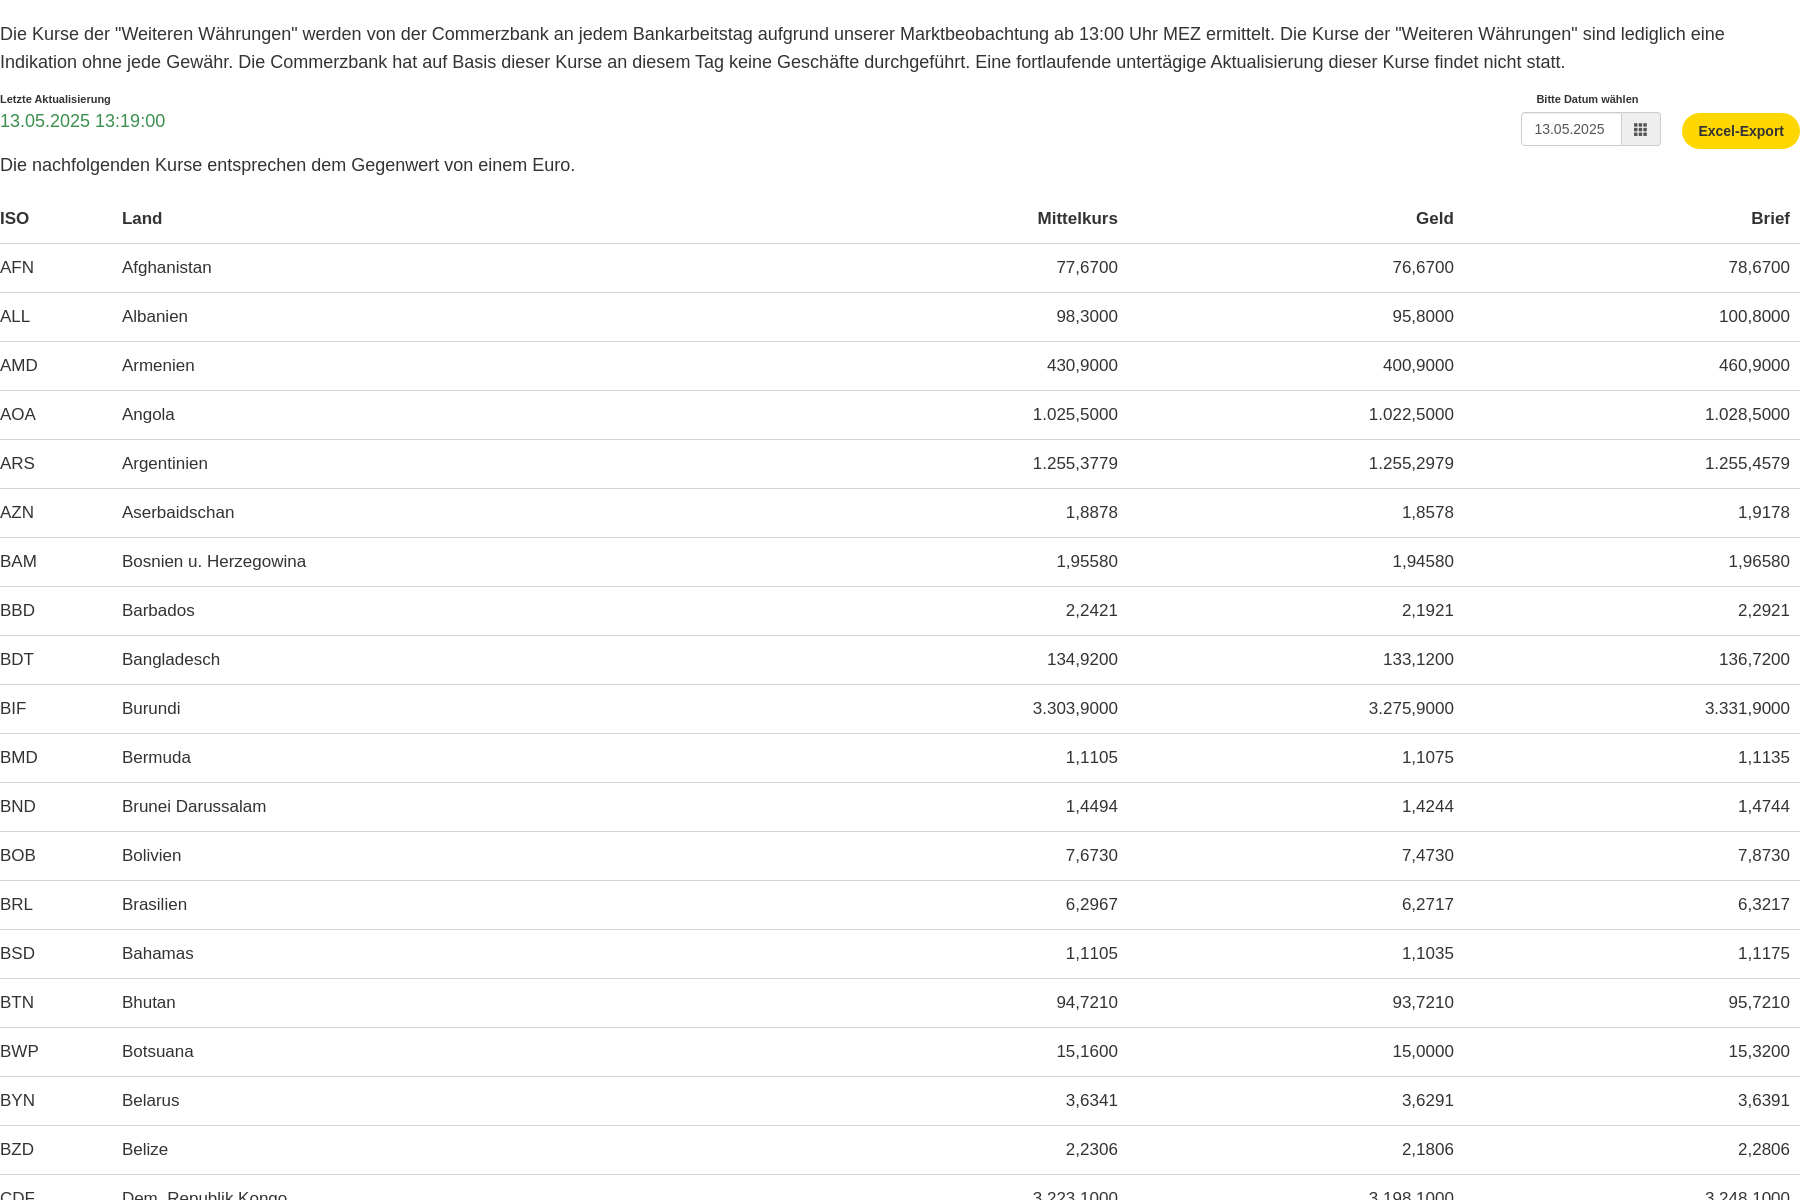 Die Kurse der "Weiteren Währungen" werden von der Commerzbank an jedem Bankarbeitstag aufgrund unserer Marktbeobachtung ab 13:00 Uhr MEZ ermittelt. Die Kurse der "Weiteren Währungen" sind lediglich eine
Indikation ohne jede Gewähr. Die Commerzbank hat auf Basis dieser Kurse an diesem Tag keine Geschäfte durchgeführt. Eine fortlaufende untertägige Aktualisierung dieser Kurse findet nicht statt.
Letzte Aktualisierung
13.05.2025 13:19:00
Bitte Datum wählen
13.05.2025
Excel-Export
Die nachfolgenden Kurse entsprechen dem Gegenwert von einem Euro.
ISO Land Mittelkurs Geld Brief
AFN Afghanistan 77,6700 76,6700 78,6700
ALL Albanien 98,3000 95,8000 100,8000
AMD Armenien 430,9000 400,9000 460,9000
AOA Angola 1.025,5000 1.022,5000 1.028,5000
ARS Argentinien 1.255,3779 1.255,2979 1.255,4579
AZN Aserbaidschan 1,8878 1,8578 1,9178
BAM Bosnien u. Herzegowina 1,95580 1,94580 1,96580
BBD Barbados 2,2421 2,1921 2,2921
BDT Bangladesch 134,9200 133,1200 136,7200
BIF Burundi 3.303,9000 3.275,9000 3.331,9000
BMD Bermuda 1,1105 1,1075 1,1135
BND Brunei Darussalam 1,4494 1,4244 1,4744
BOB Bolivien 7,6730 7,4730 7,8730
BRL Brasilien 6,2967 6,2717 6,3217
BSD Bahamas 1,1105 1,1035 1,1175
BTN Bhutan 94,7210 93,7210 95,7210
BWP Botsuana 15,1600 15,0000 15,3200
BYN Belarus 3,6341 3,6291 3,6391
BZD Belize 2,2306 2,1806 2,2806
CDF Dem. Republik Kongo 3.223,1000 3.198,1000 3.248,1000